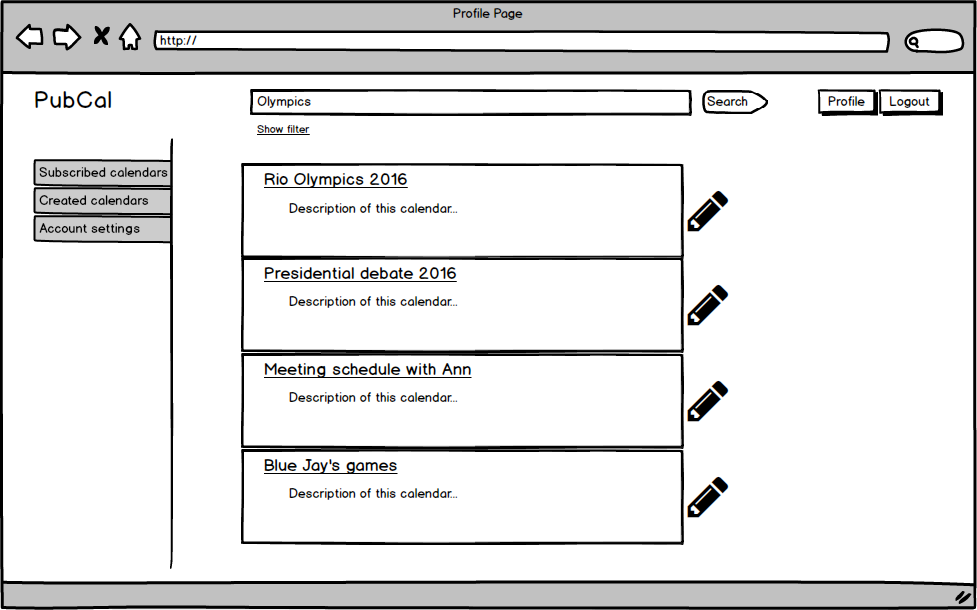 Profile Page
http://
PubCal
Olympics
Search
Profile
Logout
Show filter
Subscribed calendars
Created calendars
Account settings
Rio Olympics 2016
Description of this calendar...
Presidential debate 2016
Description of this calendar...
Meeting schedule with Ann
Description of this calendar...
Blue Jay's games
Description of this calendar...